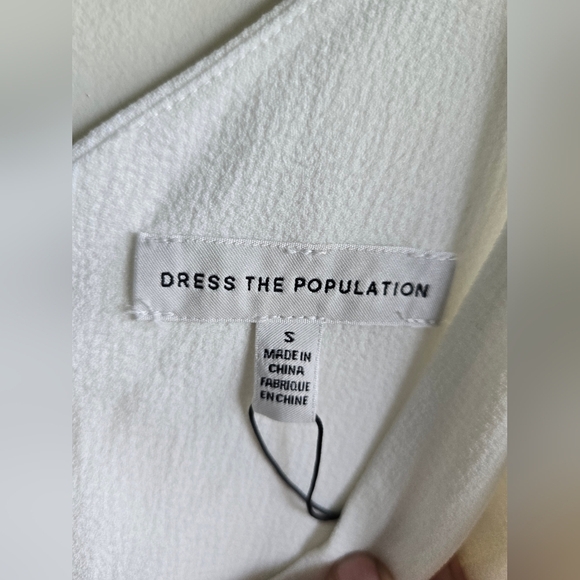 DRESS THE POPULATION
S
MADE IN
CHINA
FABRIQUE
EN CHINE